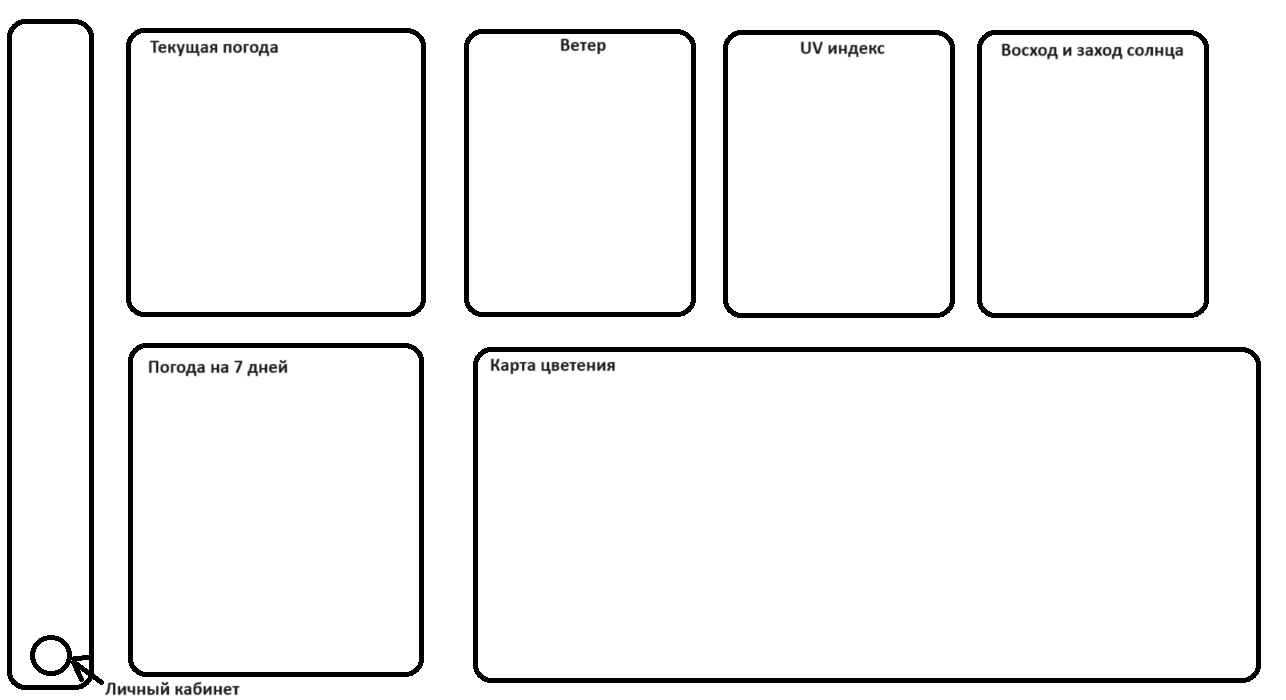 Текущая погода
Ветер
UV индекс
Восход и заход солнца
Погода на 7 дней
Карта цветения
Личный кабинет